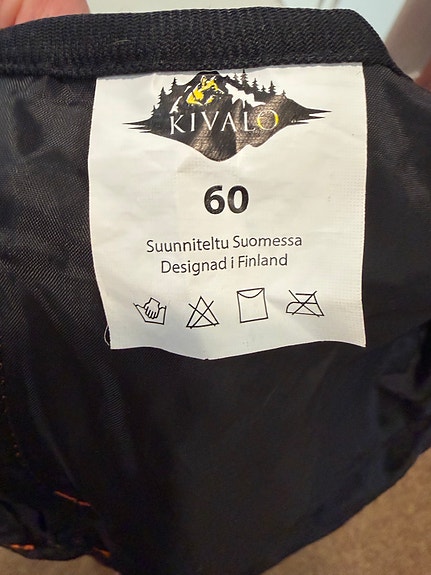 KIVALO
60
Suunniteltu Suomessa
Designad i Finland